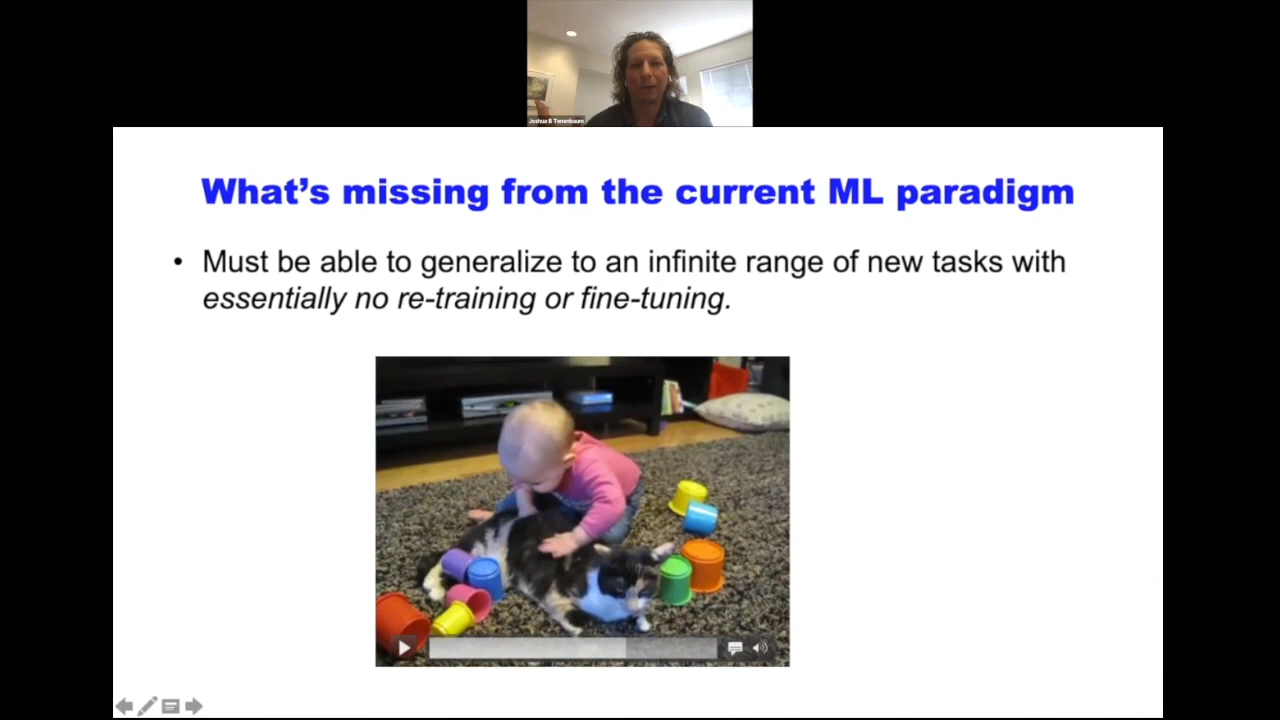 Joshua B Tenenbaum
What's missing from the current ML paradigm
• Must be able to generalize to an infinite range of new tasks with
essentially no re-training or fine-tuning.